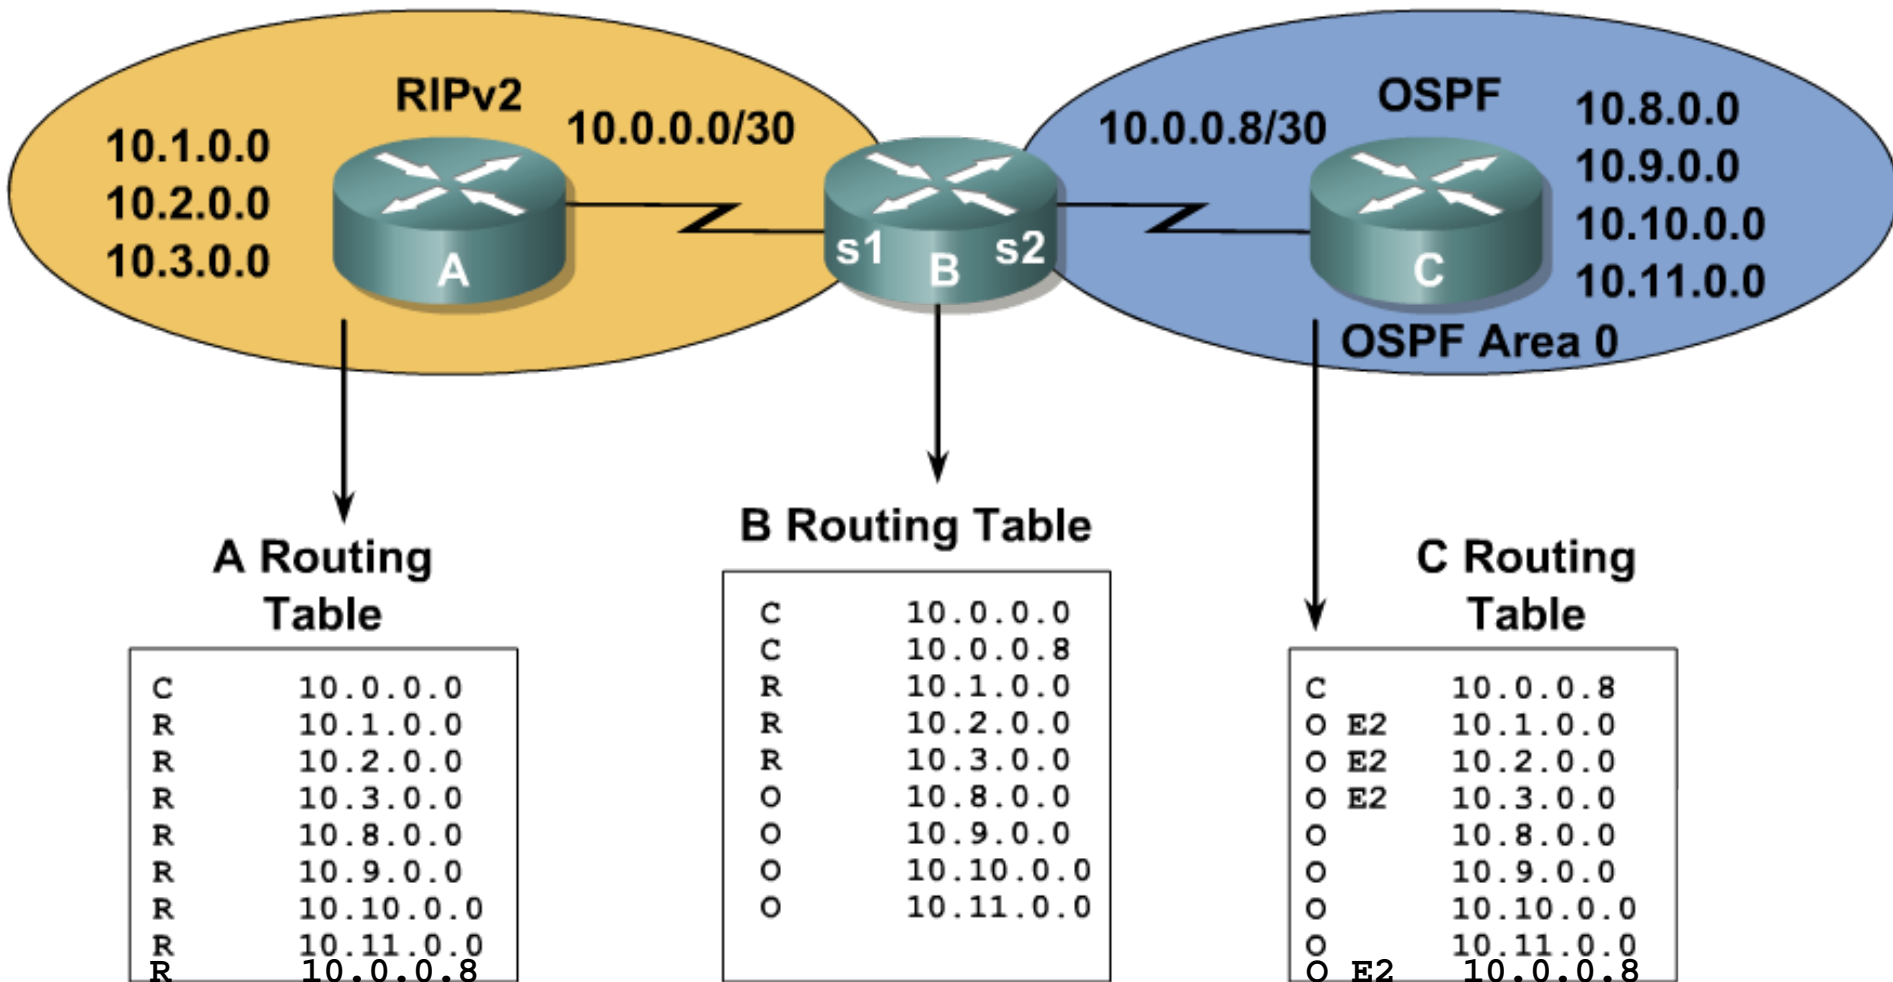 RIPv2
10.0.0.0/30
10.1.0.0
10.2.0.0
10.3.0.0
A
s1
B
s2
10.0.0.8/30
OSPF
C
10.8.0.0
10.9.0.0
10.10.0.0
10.11.0.0
OSPF Area 0
A Routing
Table
C 10.0.0.0
R 10.1.0.0
R 10.2.0.0
R 10.3.0.0
R 10.8.0.0
R 10.9.0.0
R 10.10.0.0
R 10.11.0.0
R 10.0.0.8
B Routing Table
C 10.0.0.0
C 10.0.0.8
R 10.1.0.0
R 10.2.0.0
R 10.3.0.0
O 10.8.0.0
O 10.9.0.0
O 10.10.0.0
O 10.11.0.0
C Routing
Table
C 10.0.0.8
O E2 10.1.0.0
O E2 10.2.0.0
O E2 10.3.0.0
O 10.8.0.0
O 10.9.0.0
O 10.10.0.0
O 10.11.0.0
O E2 10.0.0.8